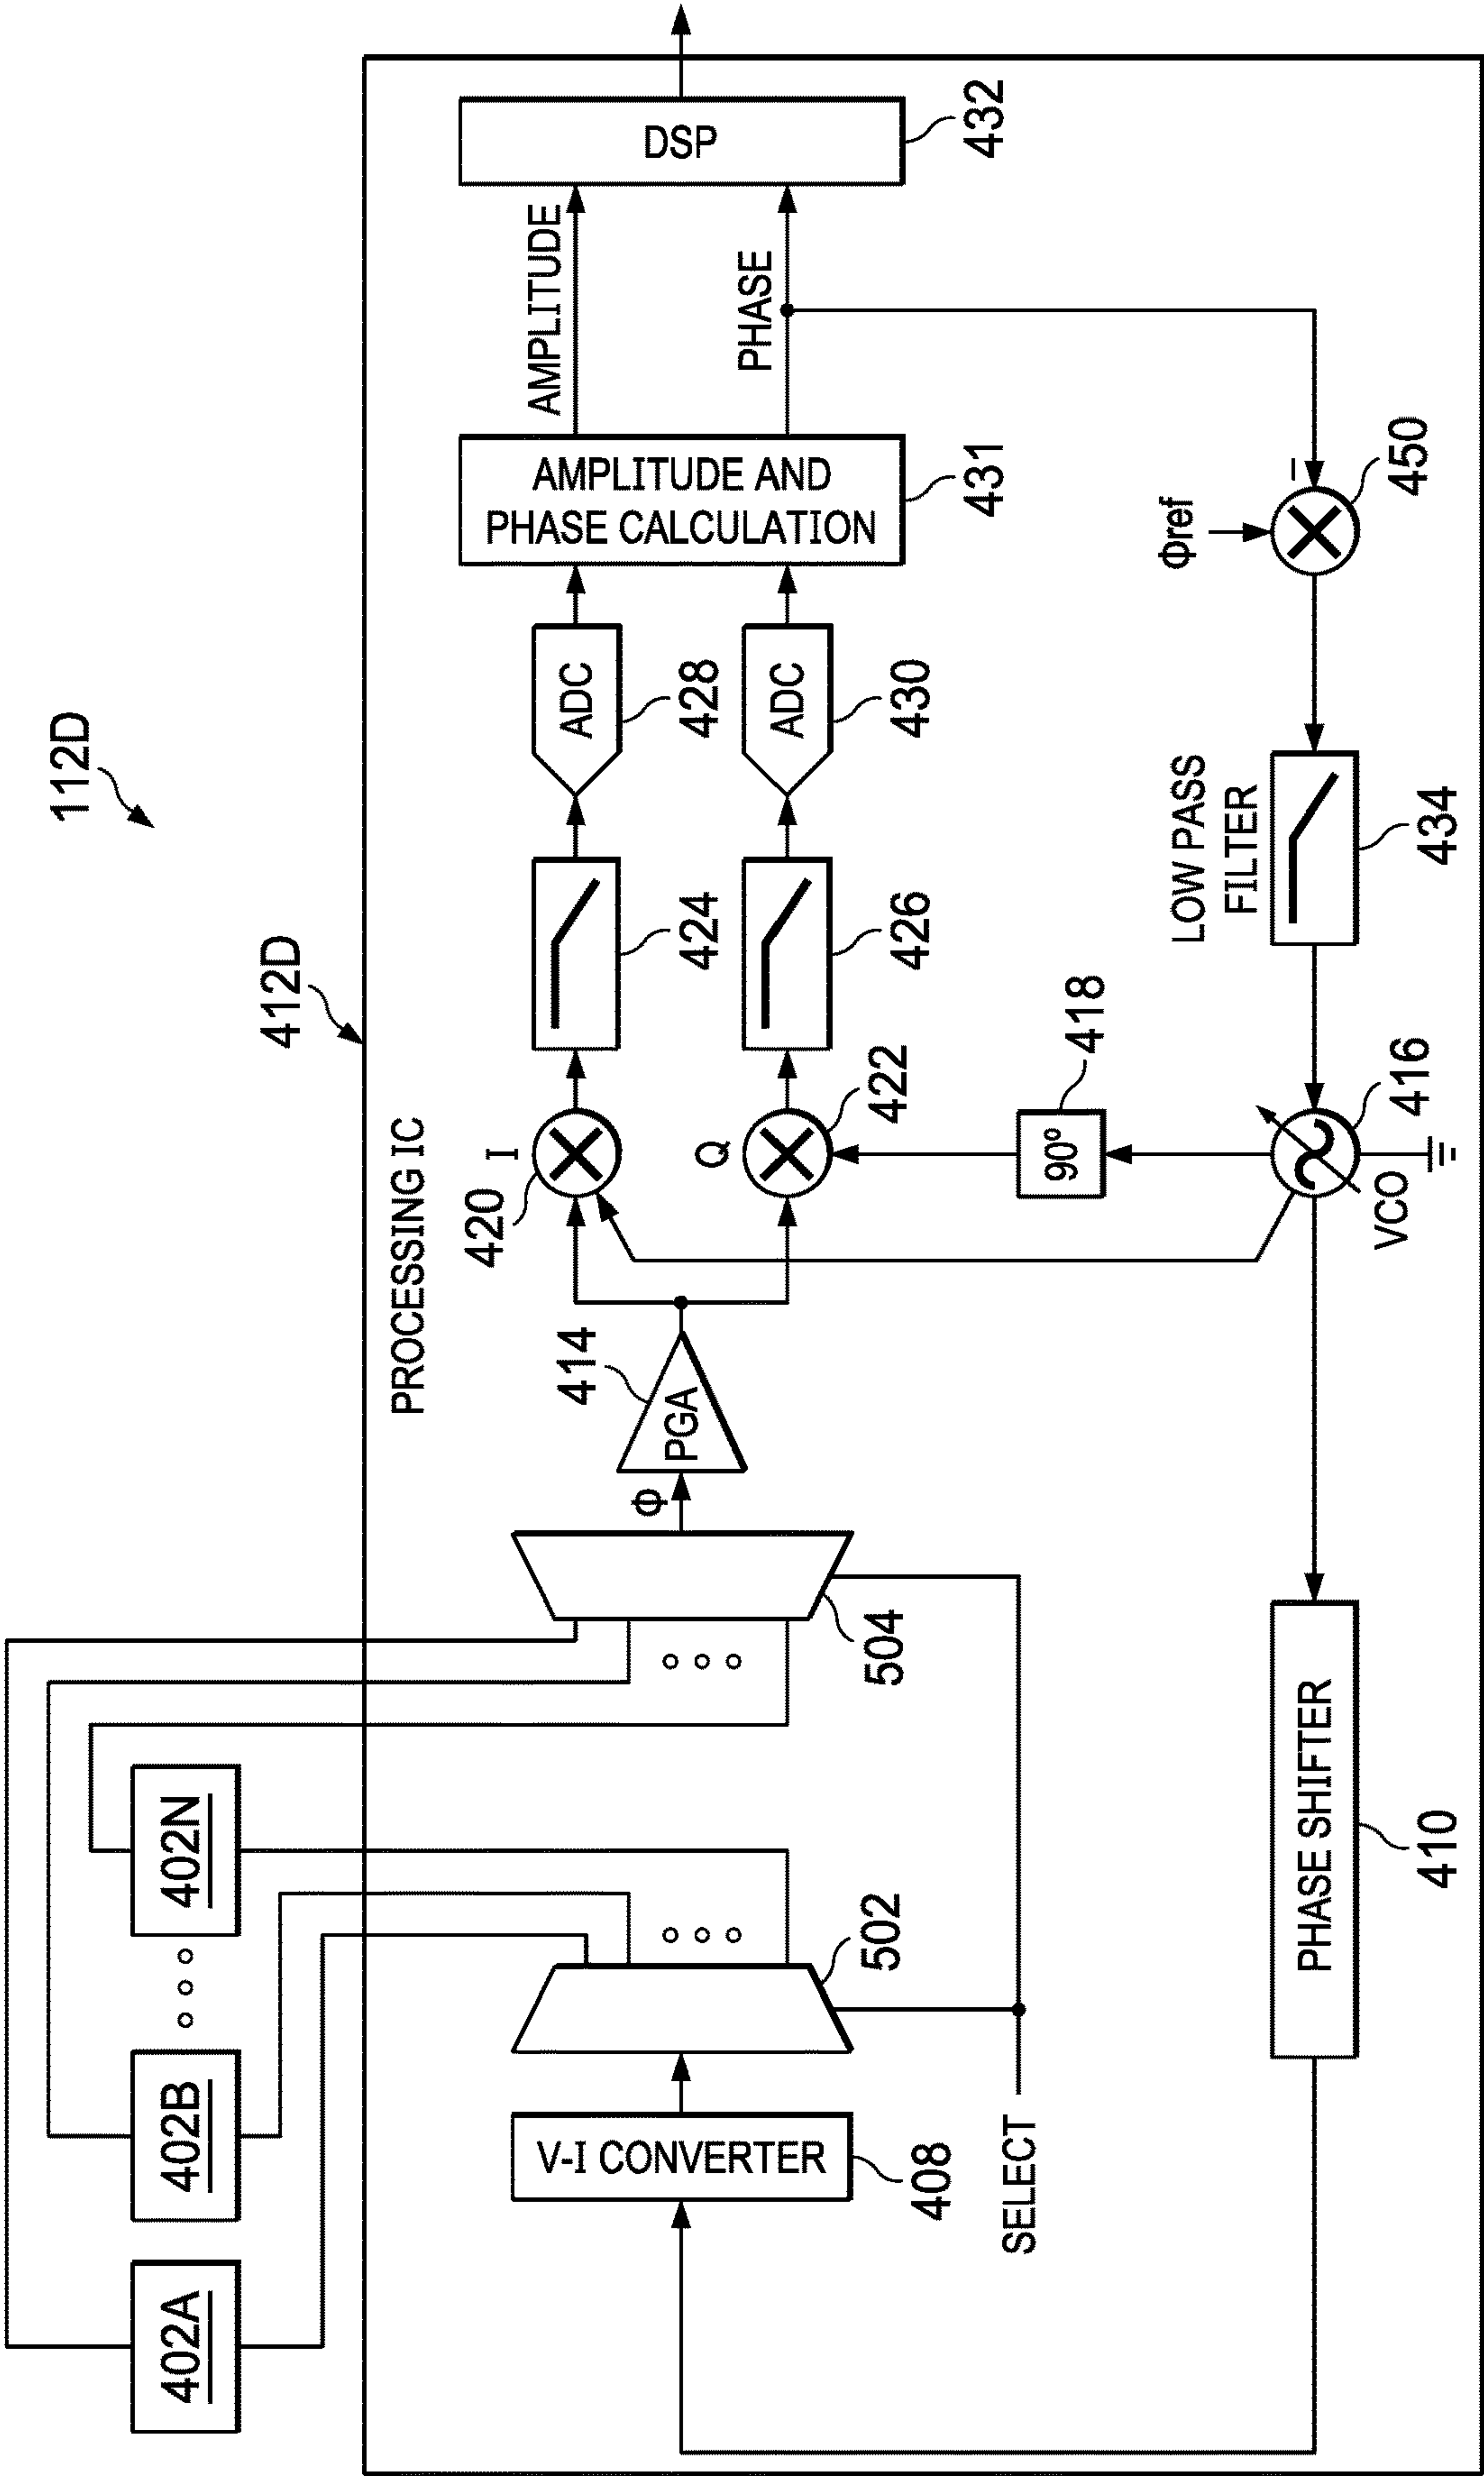 112D
412D
402A
402B
402N
PROCESSING IC
V-I CONVERTER
408
502
504
SELECT
Φ
PGA
414
420
I
Q
422
424
426
ADC
428
ADC
430
AMPLITUDE AND
PHASE CALCULATION
431
AMPLITUDE
PHASE
DSP
432
90º
418
VCO
416
LOW PASS
FILTER
434
Φref
−
450
PHASE SHIFTER
410